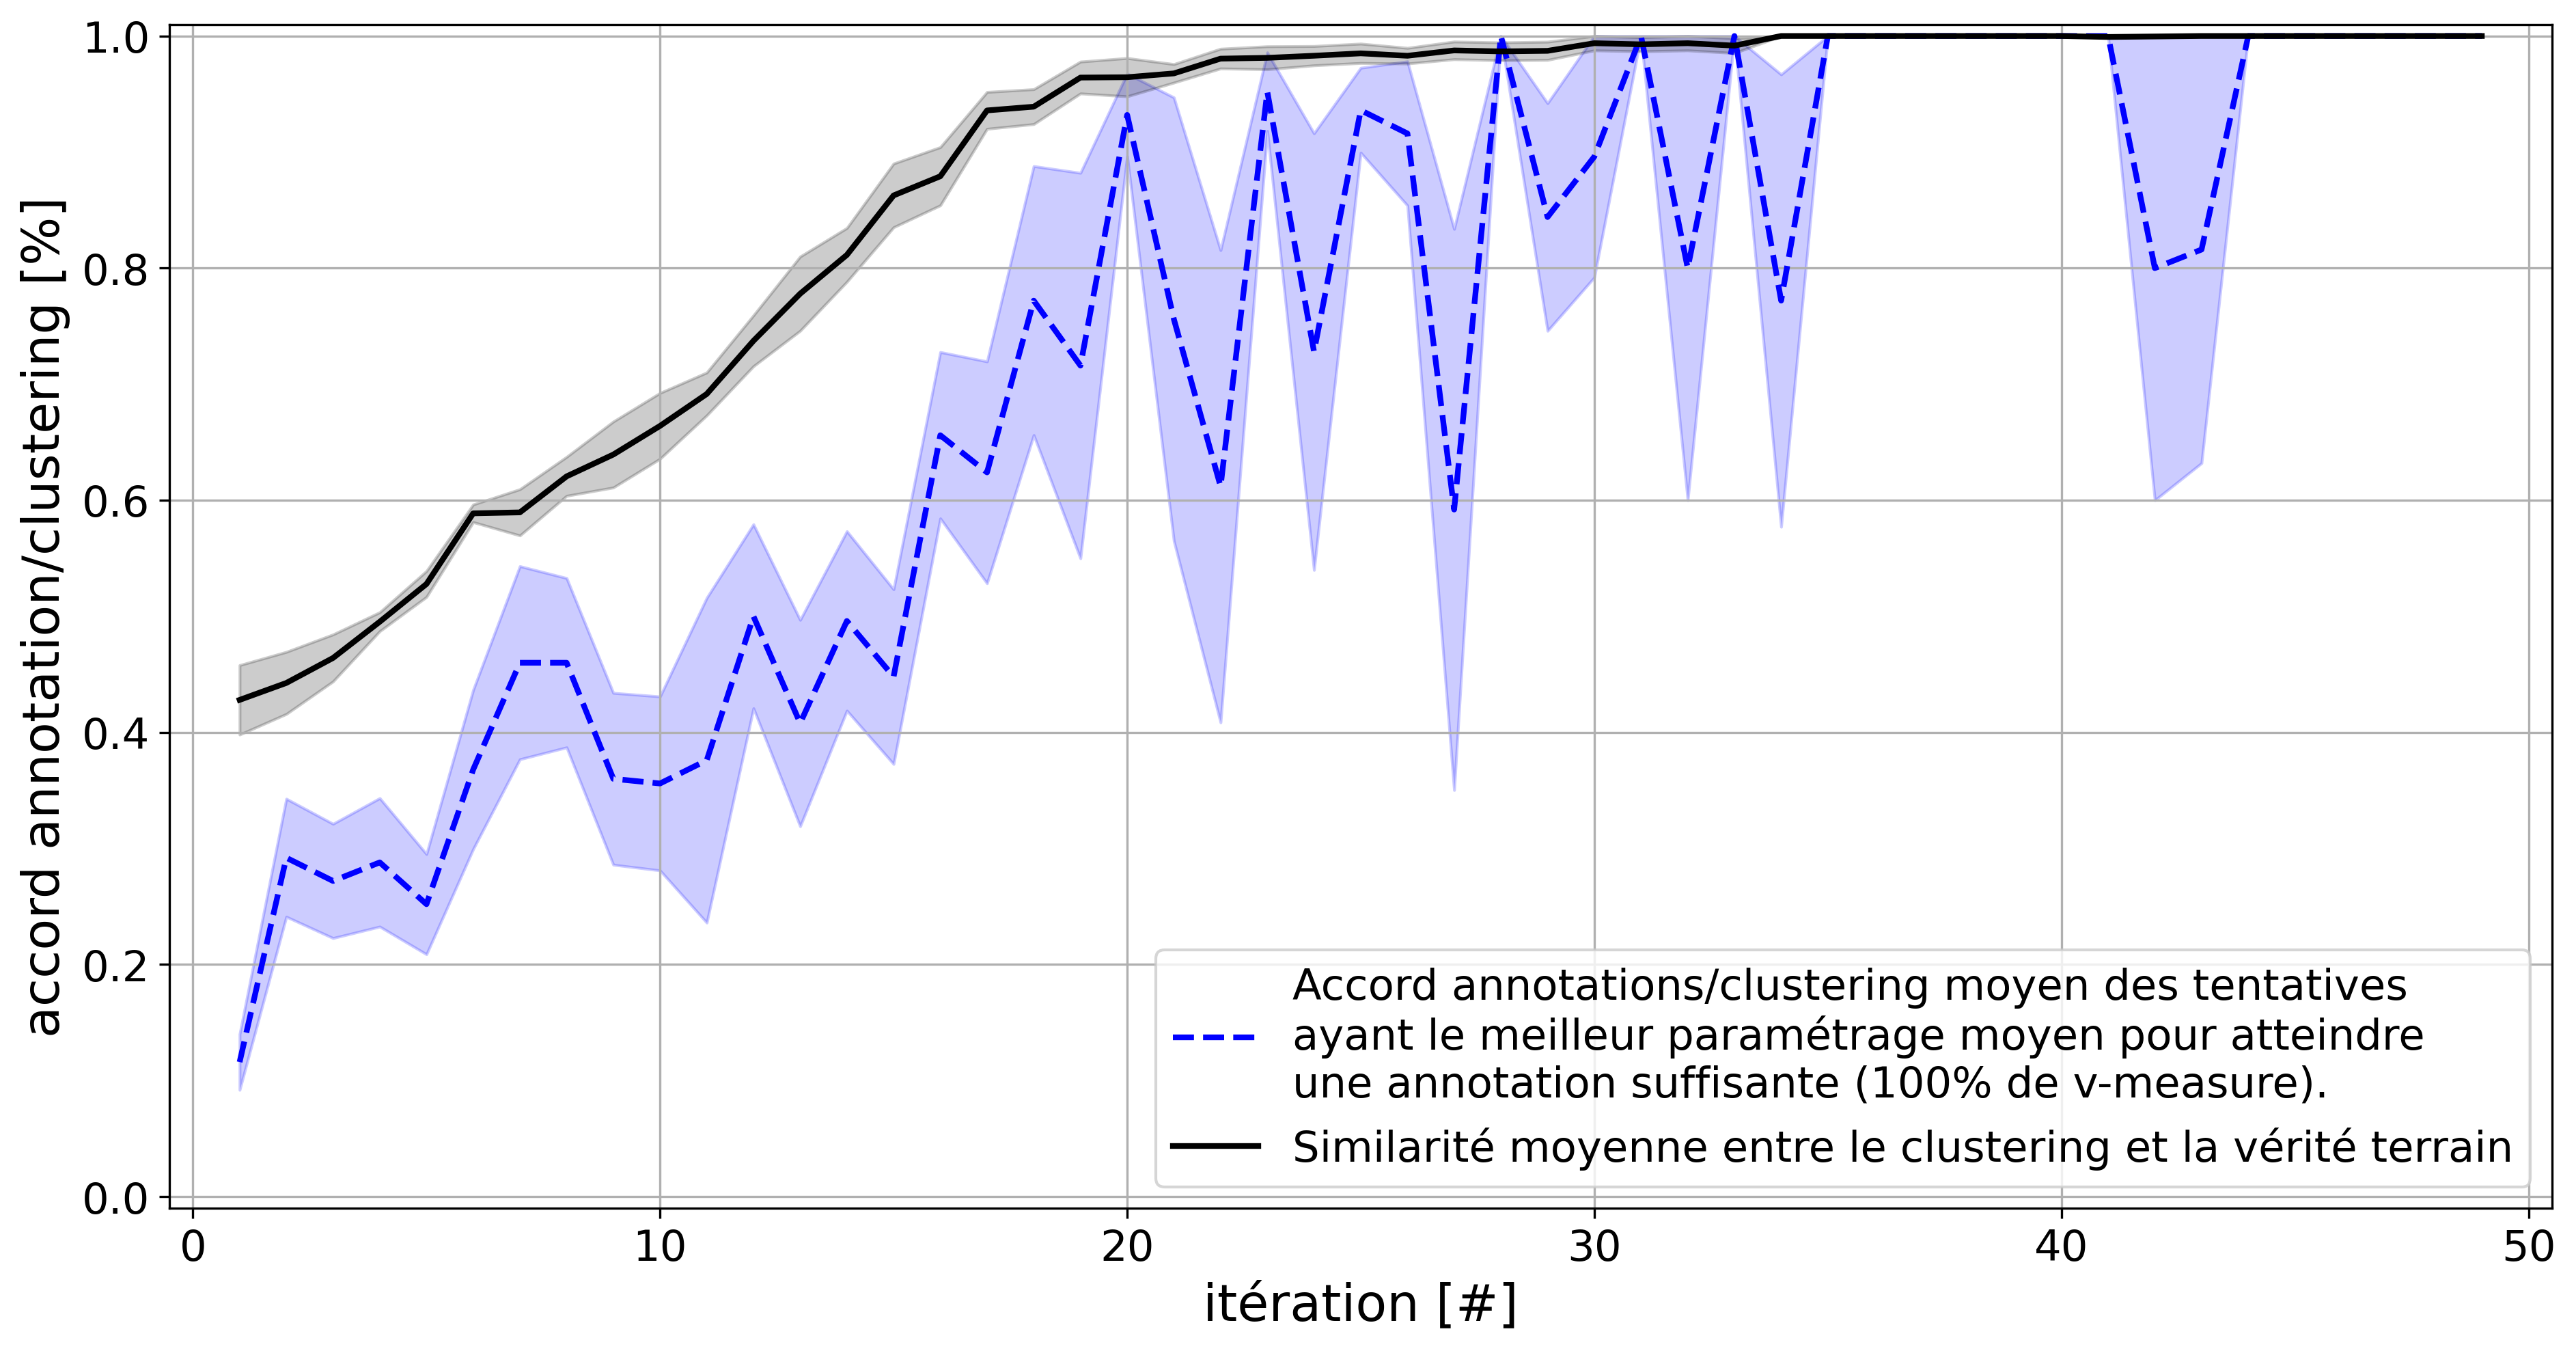 accord annotation/clustering [%]
1.0
0.8
0.6
0.4
0.2
0.0
0
10
20
30
40
50
itération [#]
Accord annotations/clustering moyen des tentatives
ayant le meilleur paramétrage moyen pour atteindre
une annotation suffisante (100% de v-measure).
Similarité moyenne entre le clustering et la vérité terrain